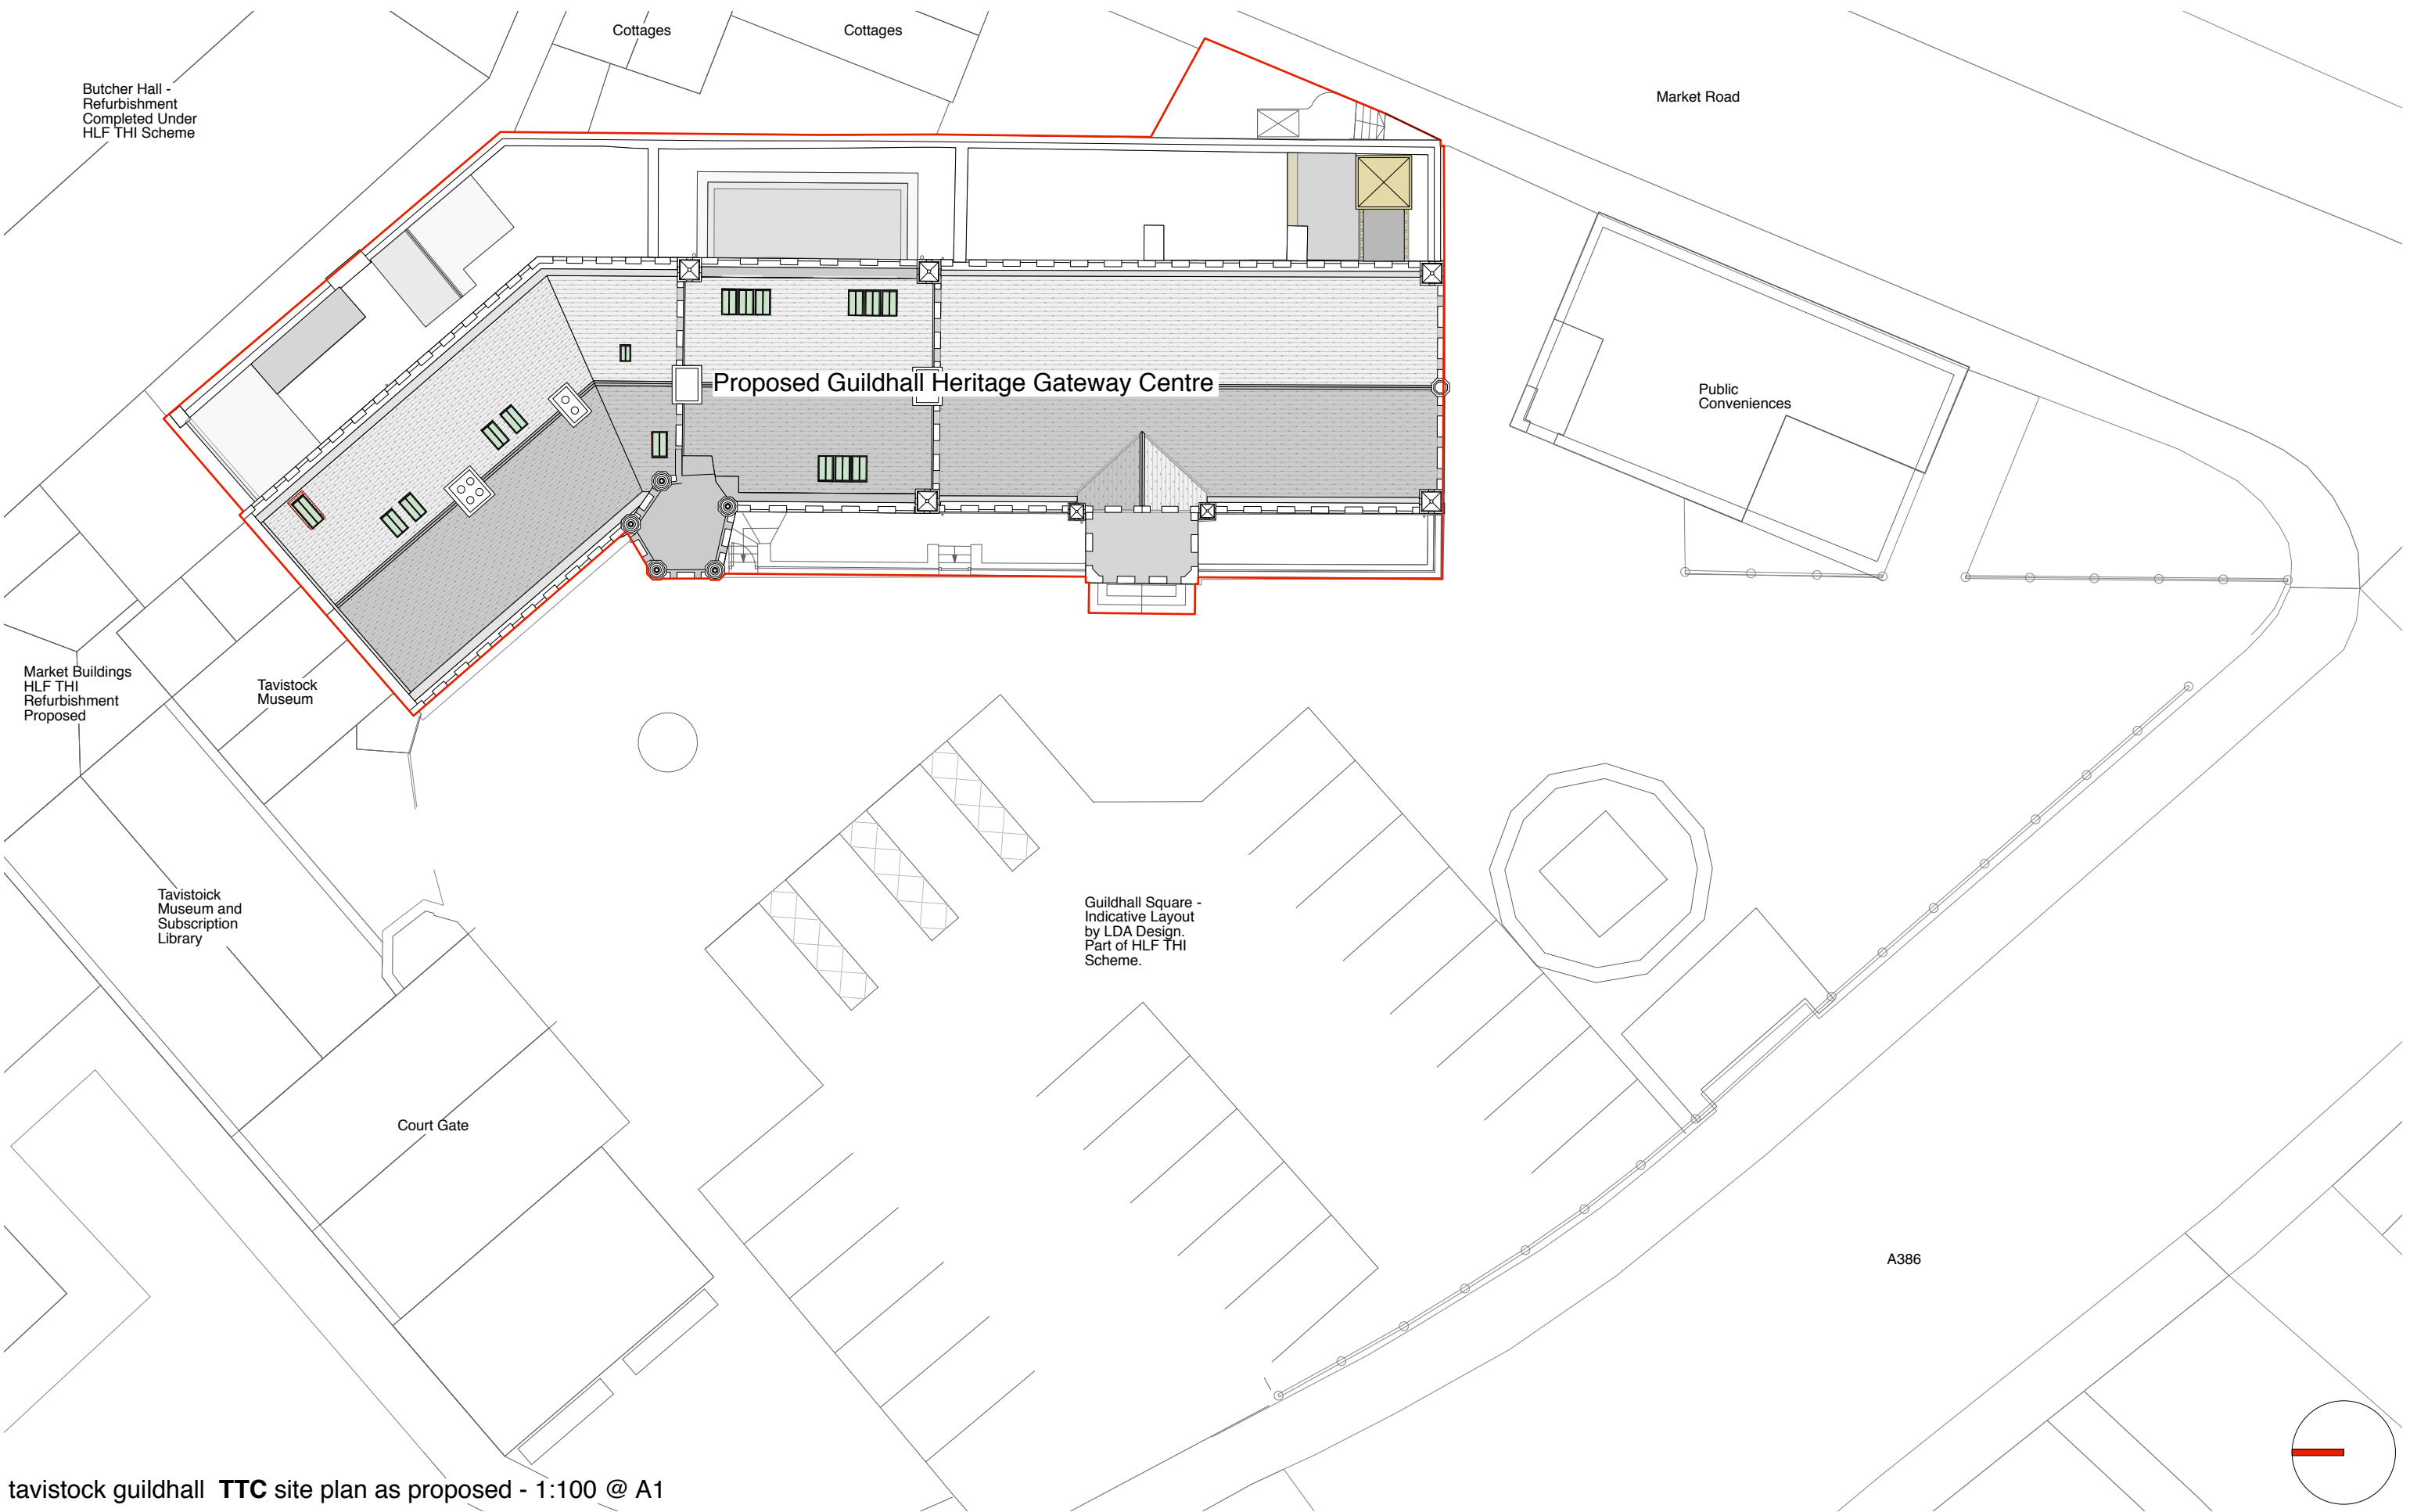 Cottages
Cottages
Butcher Hall -
Refurbishment
Completed Under
HLF THI Scheme
Market Road
Proposed Guildhall Heritage Gateway Centre
Public
Conveniences
Market Buildings
HLF THI
Refurbishment
Proposed
Tavistock
Museum
Tavistoick
Museum and
Subscription
Library
Guildhall Square -
Indicative Layout
by LDA Design.
Part of HLF THI
Scheme.
Court Gate
A386
tavistock guildhall TTC site plan as proposed - 1:100 @ A1